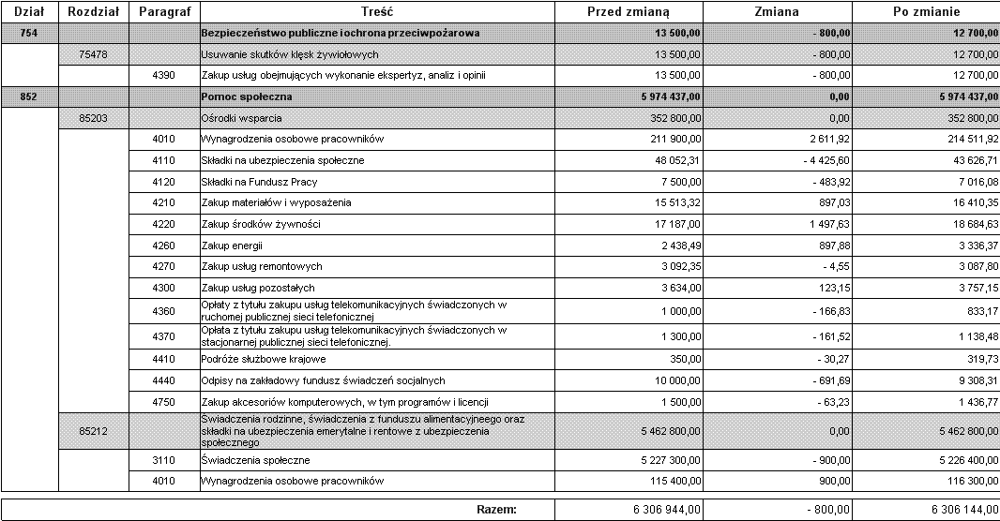 Dział Rozdział Paragraf Treść Przed zmianą Zmiana Po zmianie
754 Bezpieczeństwo publiczne i ochrona przeciwpożarowa 13 500,00 - 800,00 12 700,00
75478 Usuwanie skutków klęsk żywiołowych 13 500,00 - 800,00 12 700,00
4390 Zakup usług obejmujących wykonanie ekspertyz, analiz i opinii 13 500,00 - 800,00 12 700,00
852 Pomoc społeczna 5 974 437,00 0,00 5 974 437,00
85203 Ośrodki wsparcia 352 800,00 0,00 352 800,00
4010 Wynagrodzenia osobowe pracowników 211 900,00 2 611,92 214 511,92
4110 Składki na ubezpieczenia społeczne 48 052,31 - 4 425,60 43 626,71
4120 Składki na Fundusz Pracy 7 500,00 - 483,92 7 016,08
4210 Zakup materiałów i wyposażenia 15 513,32 897,03 16 410,35
4220 Zakup środków żywności 17 187,00 1 497,63 18 684,63
4260 Zakup energii 2 438,49 897,88 3 336,37
4270 Zakup usług remontowych 3 092,35 - 4,55 3 087,80
4300 Zakup usług pozostałych 3 634,00 123,15 3 757,15
4360 Opłaty z tytułu zakupu usług telekomunikacyjnych świadczonych w
ruchomej publicznej sieci telefonicznej 1 000,00 - 166,83 833,17
4370 Opłata z tytułu zakupu usług telekomunikacyjnych świadczonych w
stacjonarnej publicznej sieci telefonicznej. 1 300,00 - 161,52 1 138,48
4410 Podróże służbowe krajowe 350,00 - 30,27 319,73
4440 Odpisy na zakładowy fundusz świadczeń socjalnych 10 000,00 - 691,69 9 308,31
4750 Zakup akcesoriów komputerowych, w tym programów i licencji 1 500,00 - 63,23 1 436,77
Świadczenia rodzinne, świadczenia z funduszu alimentacyjneego oraz
85212 składki na ubezpieczenia emerytalne i rentowe z ubezpieczenia 5 462 800,00 0,00 5 462 800,00
społecznego
3110 Świadczenia społeczne 5 227 300,00 - 900,00 5 226 400,00
4010 Wynagrodzenia osobowe pracowników 115 400,00 900,00 116 300,00
Razem: 6 306 944,00 - 800,00 6 306 144,00